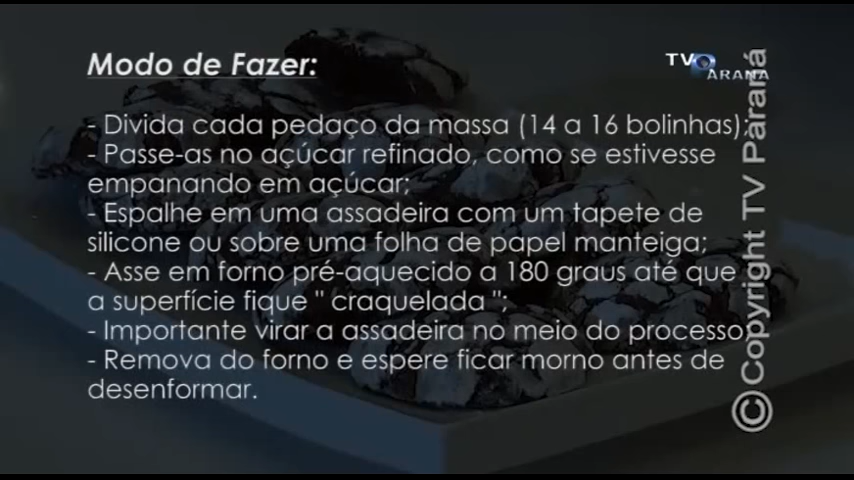 Modo de Fazer:
TV PARANÁ
- Divida cada pedaço da massa (14 a 16 bolinhas);
- Passe-as no açúcar refinado, como se estivesse
empanando em açúcar;
- Espalhe em uma assadeira com um tapete de
silicone ou sobre uma folha de papel manteiga;
- Asse em forno pré-aquecido a 180 graus até que
a superfície fique " craquelada ";
- Importante virar a assadeira no meio do processo;
- Remova do forno e espere ficar morno antes de
desenformar.
© Copyright TV Paraná